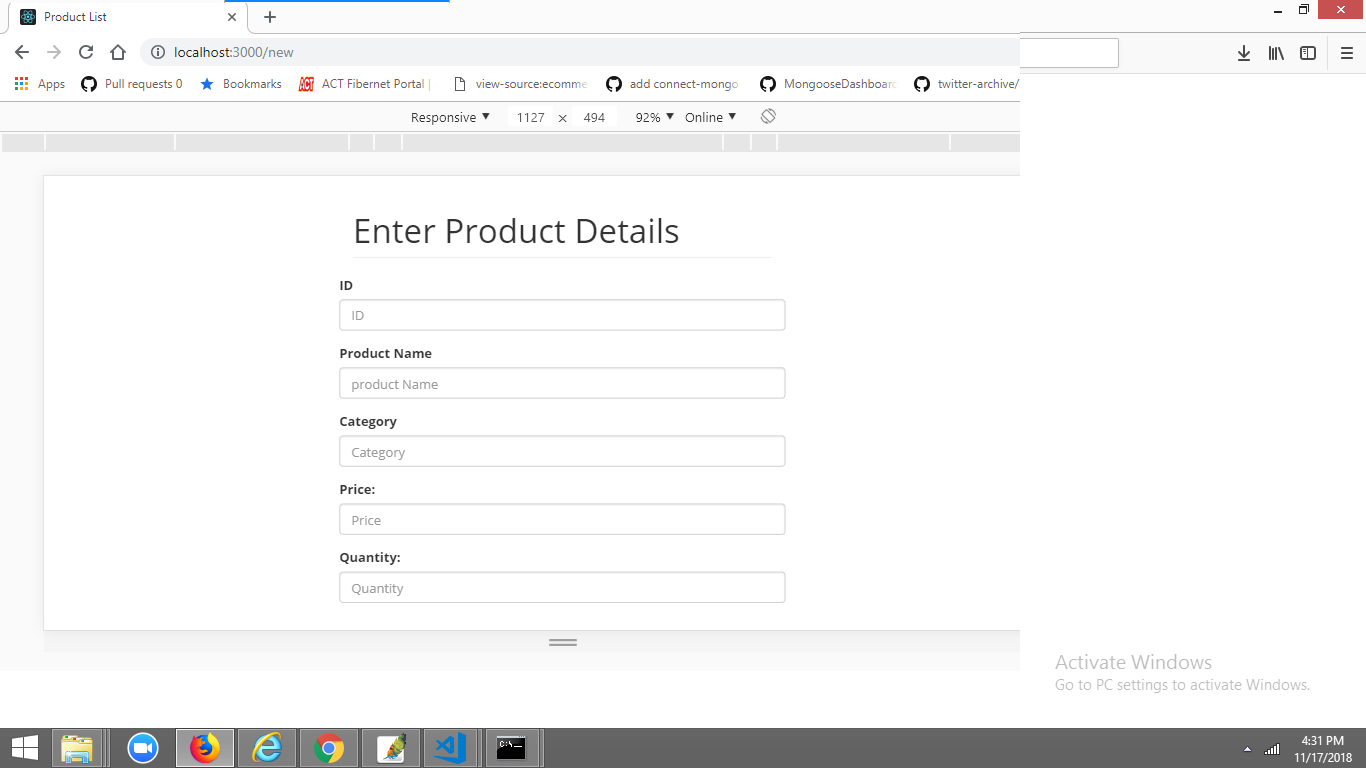 Product List
localhost:3000/new
Apps Pull requests 0 Bookmarks ACT Fibernet Portal | view-source:ecomme add connect-mongo MongooseDashboar twitter-archive/
Responsive 1127 × 494 92% Online
Enter Product Details
ID
ID
Product Name
product Name
Category
Category
Price:
Price
Quantity:
Quantity
Activate Windows
Go to PC settings to activate Windows.
4:31 PM
11/17/2018